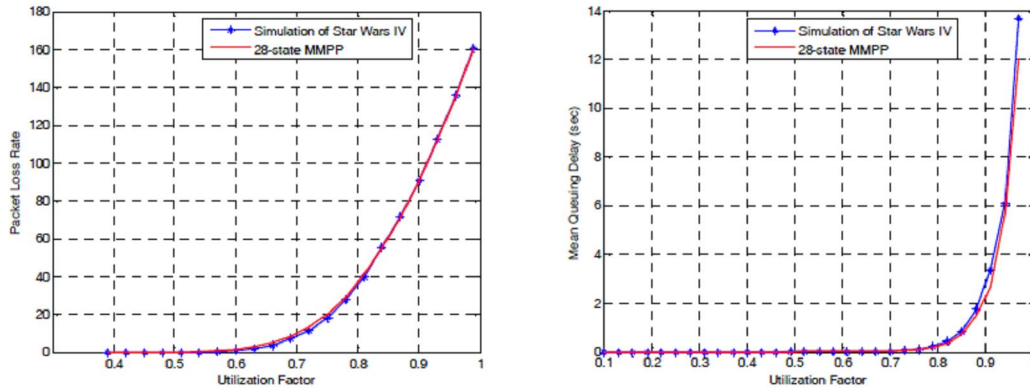 Simulation of Star Wars IV
28-state MMPP
160
140
120
100
80
60
40
20
0
0.4 0.5 0.6 0.7 0.8 0.9 1
Packet Loss Rate
Utilization Factor
Simulation of Star Wars IV
28-state MMPP
14
12
10
8
6
4
2
0
0.1 0.2 0.3 0.4 0.5 0.6 0.7 0.8 0.9
Mean Queuing Delay (sec)
Utilization Factor